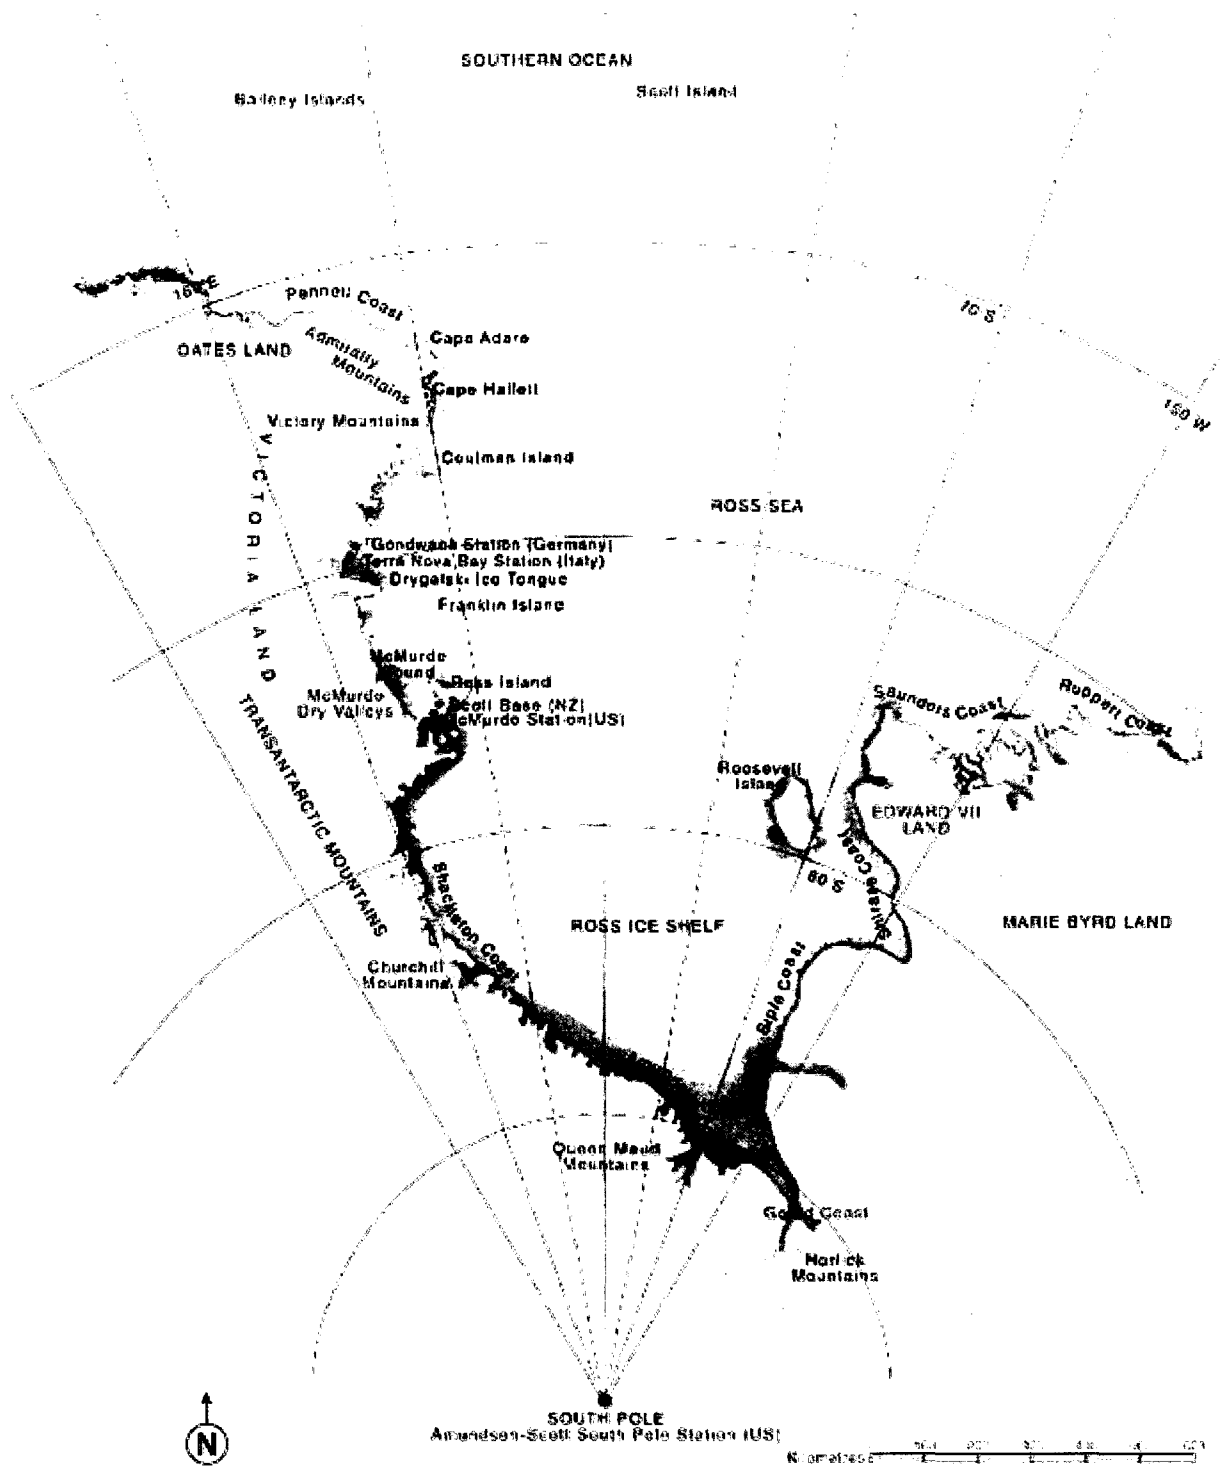 SOUTHERN OCEAN
Balleny Islands
Scott Island
Pennell Coast
OATES LAND
Admiralty
Mountains
Cape Adare
Cape Hallett
Victory Mountains
Coulman Island
70 S
150 W
ROSS SEA
VICTORIA LAND
Gondwana Station (Germany)
Terra Nova Bay Station (Italy)
Drygalski Ice Tongue
Franklin Island
McMurdo
Sound
Ross Island
McMurdo
Dry Valleys
Scott Base (NZ)
McMurdo Station (US)
TRANSANTARCTIC MOUNTAINS
Saunders Coast
Ruppert Coast
Roosevelt
Island
EDWARD VII
LAND
Shirase Coast
80 S
Shackleton Coast
ROSS ICE SHELF
MARIE BYRD LAND
Siple Coast
Churchill
Mountains
Queen Maud
Mountains
Gould Coast
Horlick
Mountains
SOUTH POLE
Amundsen-Scott South Pole Station (US)
N
Kilometres